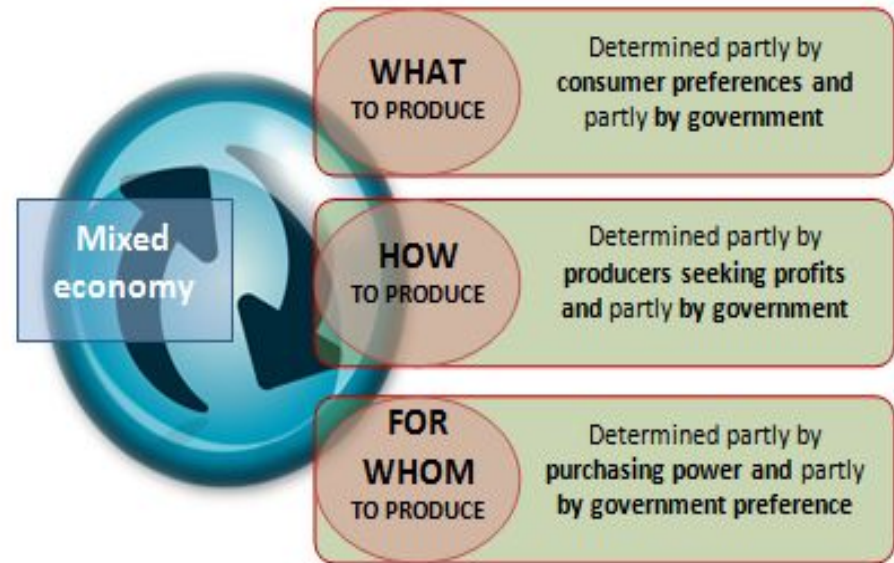 Mixed
economy
WHAT
TO PRODUCE
Determined partly by
consumer preferences and
partly by government
HOW
TO PRODUCE
Determined partly by
producers seeking profits
and partly by government
FOR
WHOM
TO PRODUCE
Determined partly by
purchasing power and partly
by government preference